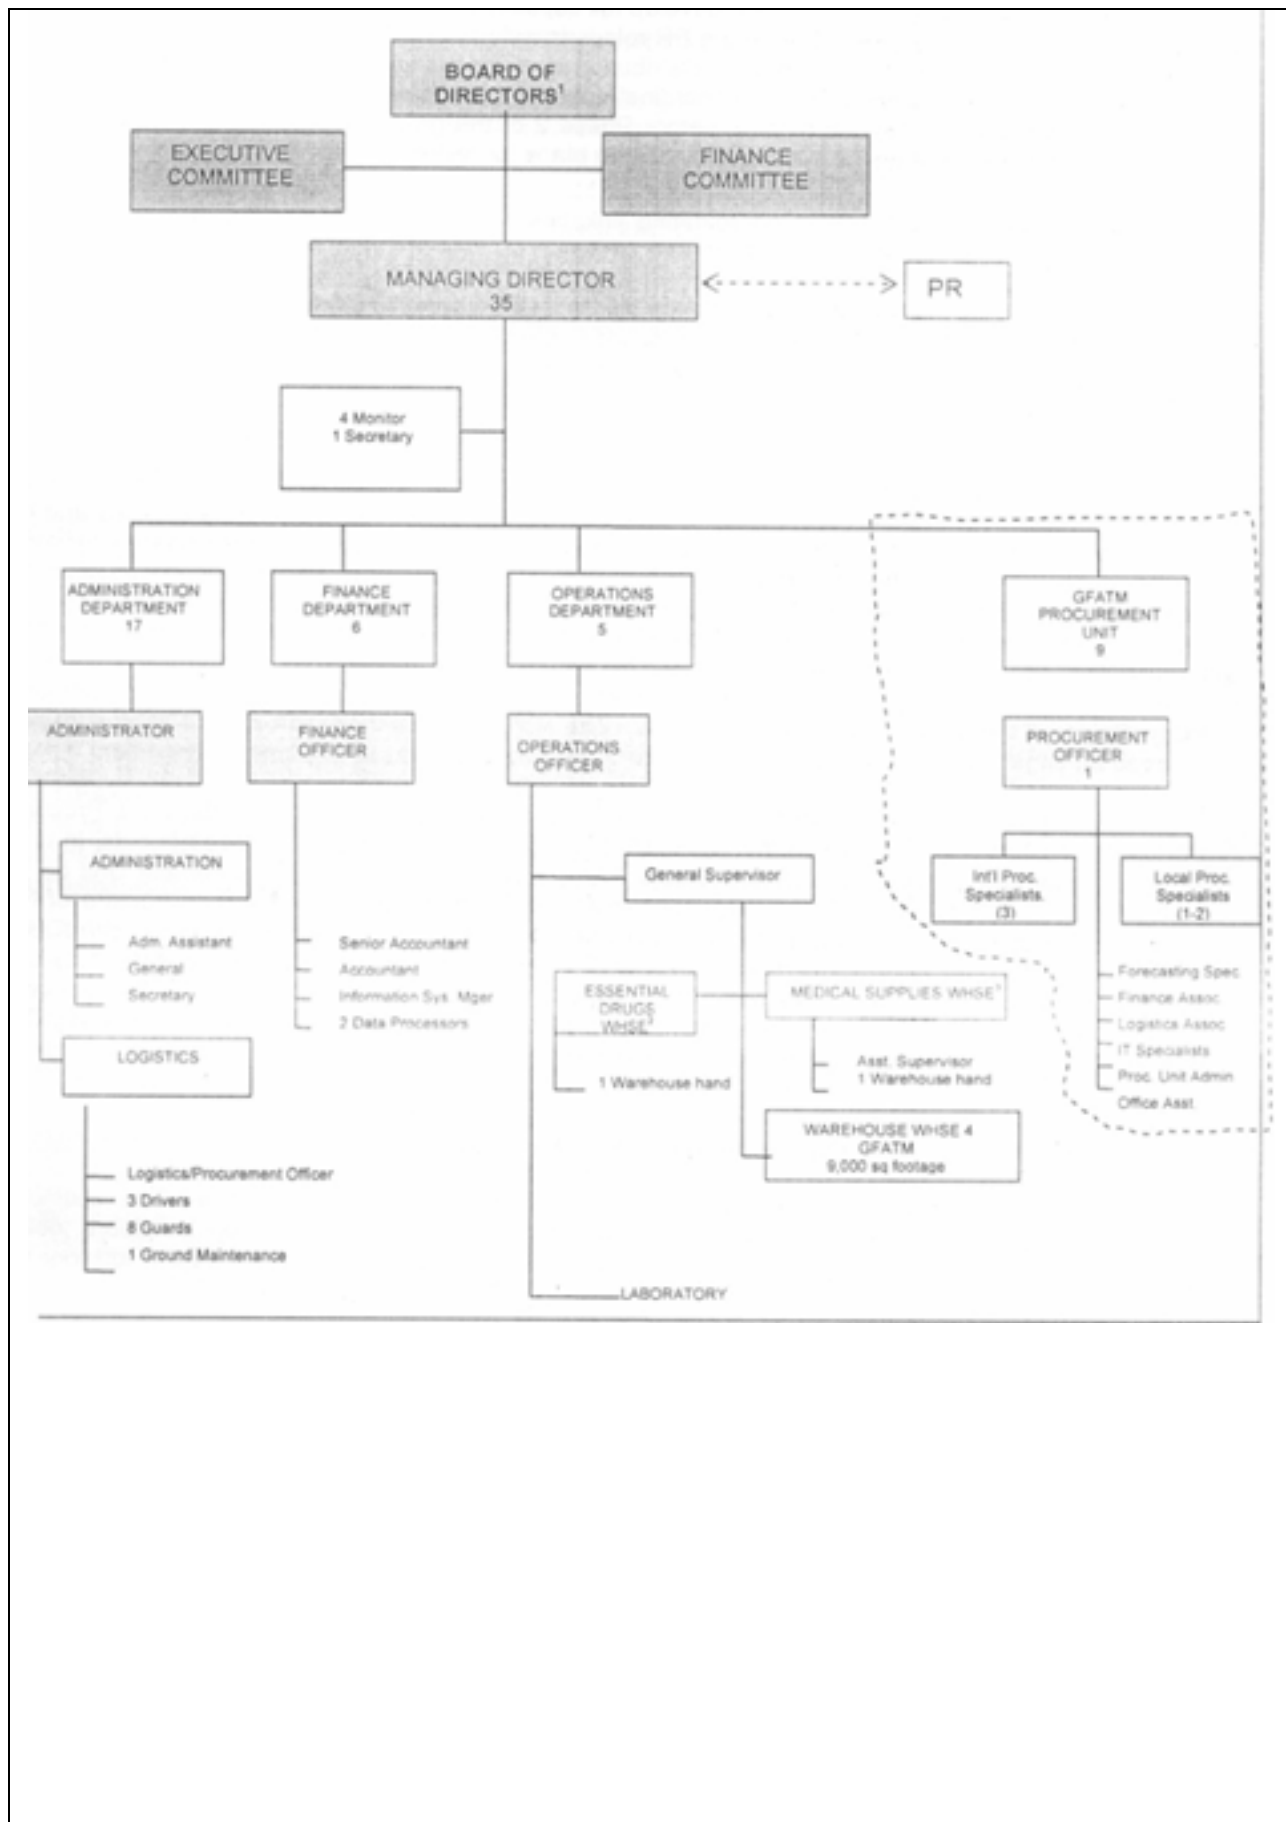 BOARD OF
DIRECTORS¹
EXECUTIVE
COMMITTEE
FINANCE
COMMITTEE
MANAGING DIRECTOR
35
PR
4 Monitor
1 Secretary
ADMINISTRATION
DEPARTMENT
17
FINANCE
DEPARTMENT
6
OPERATIONS
DEPARTMENT
5
GFATM
PROCUREMENT
UNIT
9
ADMINISTRATOR
FINANCE
OFFICER
OPERATIONS
OFFICER
PROCUREMENT
OFFICER
1
ADMINISTRATION
Adm. Assistant
General
Secretary
LOGISTICS
Logistics/Procurement Officer
3 Drivers
8 Guards
1 Ground Maintenance
Senior Accountant
Accountant
Information Sys. Mger
2 Data Processors
General Supervisor
ESSENTIAL
DRUGS
WHSE²
1 Warehouse hand
MEDICAL SUPPLIES WHSE
Asst. Supervisor
1 Warehouse hand
WAREHOUSE WHSE 4
GFATM
9,000 sq footage
LABORATORY
Int'l Proc.
Specialists.
(3)
Local Proc.
Specialists
(1-2)
Forecasting Spec.
Finance Assoc.
Logistics Assoc.
IT Specialists
Proc. Unit Admin
Office Asst.